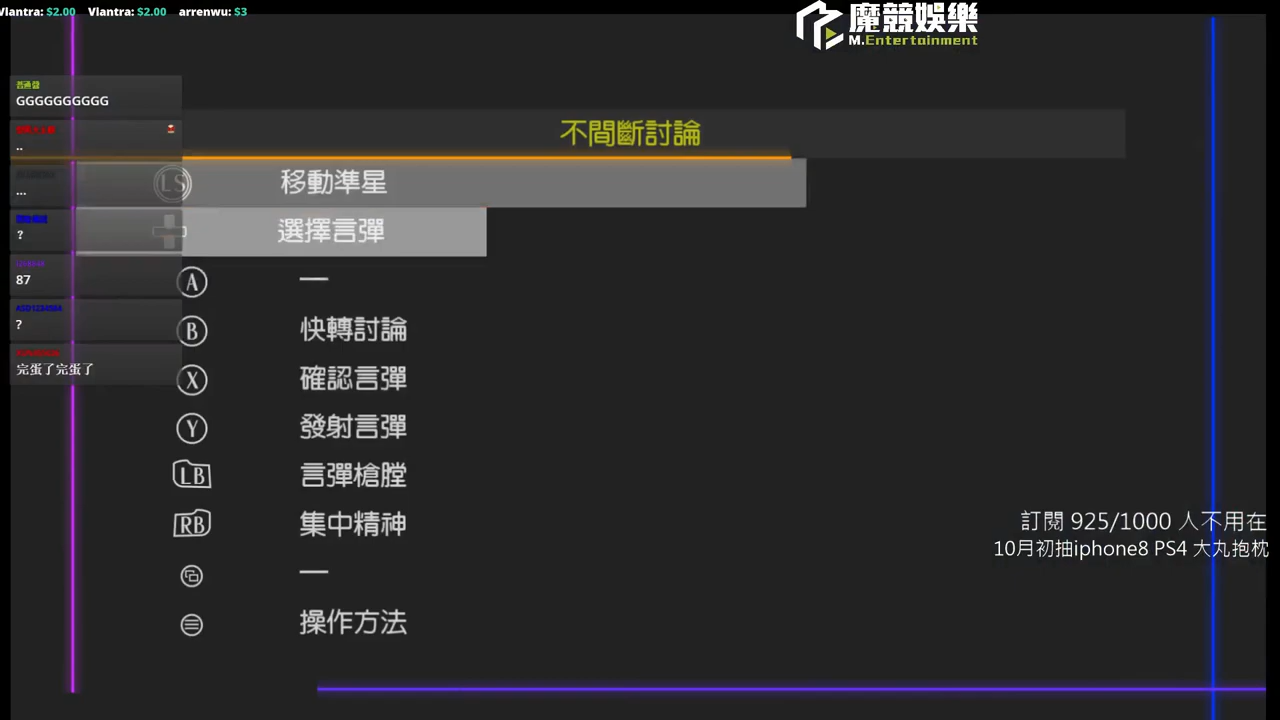 Vlantra: $2.00 Vlantra: $2.00 arrenwu: $3
魔競娛樂
M.Entertainment
普通聲
GGGGGGGGGG
..
...
?
87
ASD1234564
?
完蛋了完蛋了
不間斷討論
LS 移動準星
選擇言彈
A —
B 快轉討論
X 確認言彈
Y 發射言彈
LB 言彈槍膛
RB 集中精神
—
操作方法
訂閱 925/1000 人不用在
10月初抽iphone8 PS4 大丸抱枕